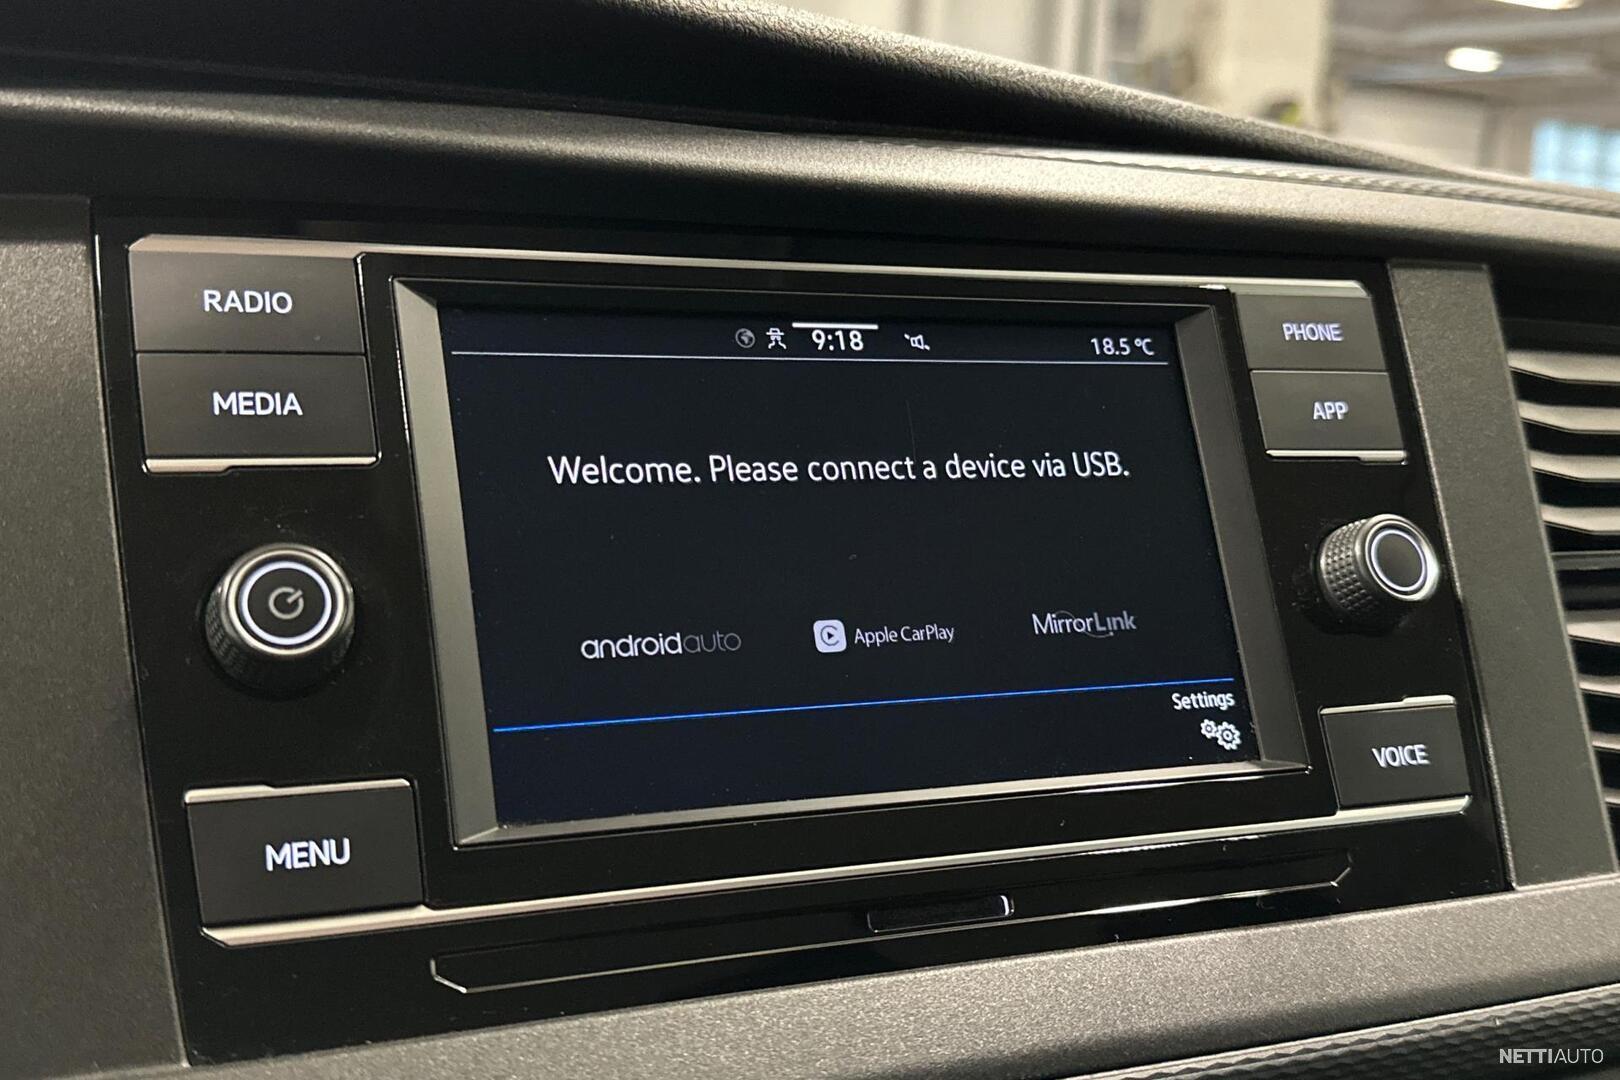 RADIO
MEDIA
MENU
9:18
18.5 °C
Welcome. Please connect a device via USB.
androidauto
Apple CarPlay
MirrorLink
Settings
PHONE
APP
VOICE
NETTIAUTO